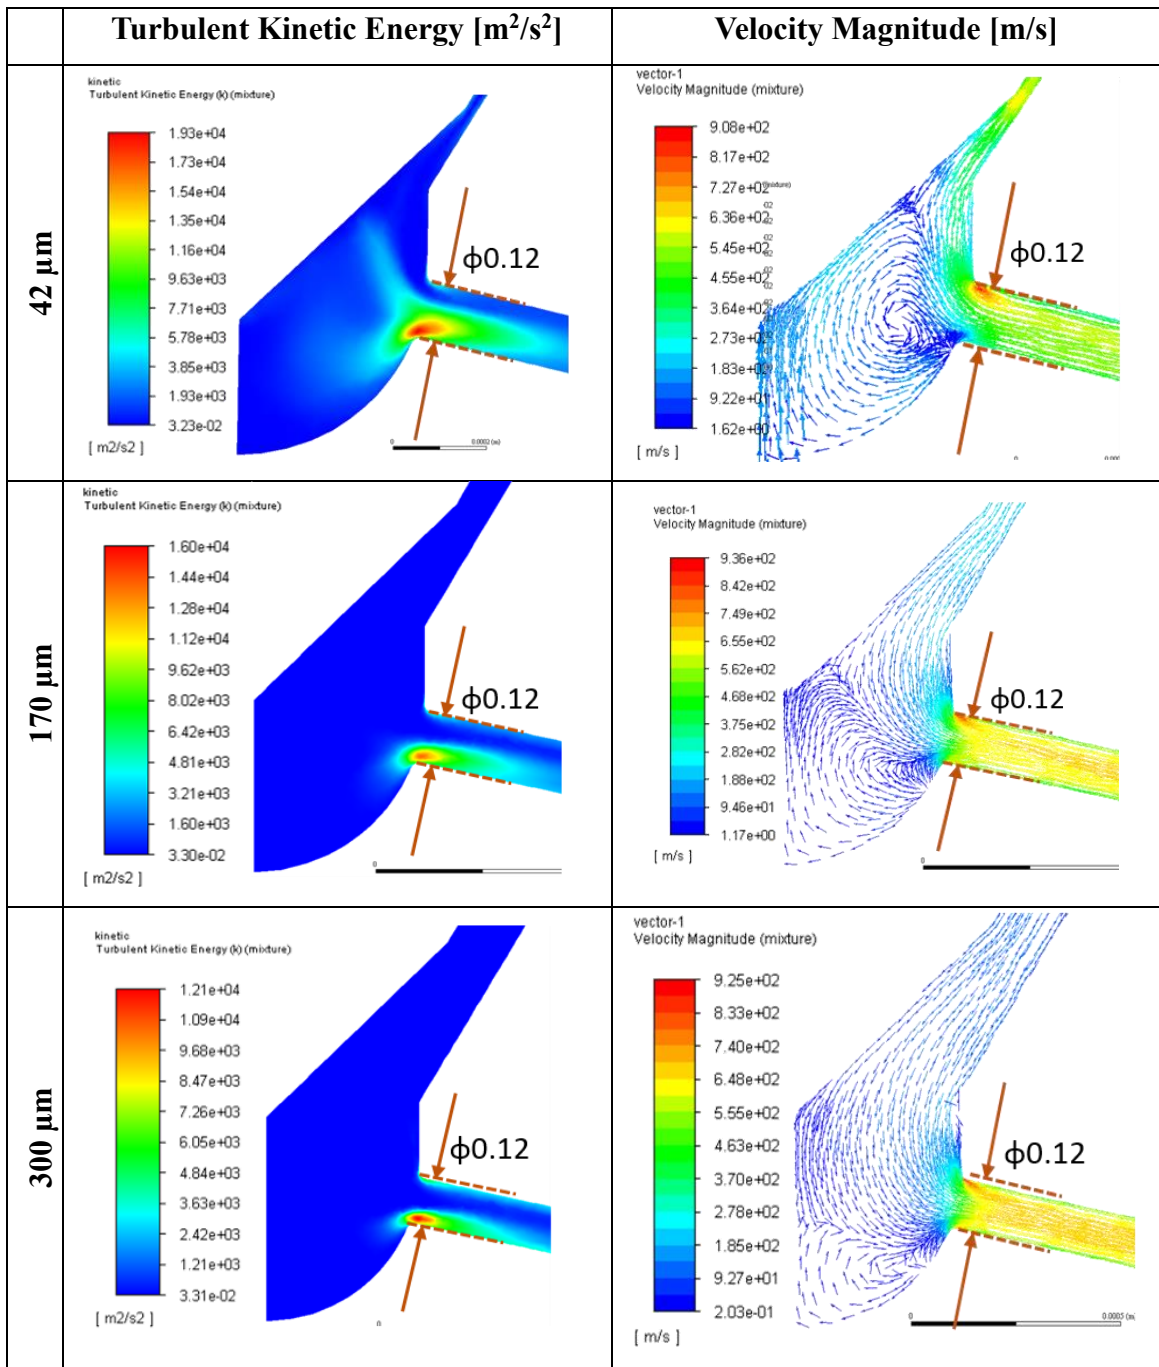 Turbulent Kinetic Energy [m²/s²]
Velocity Magnitude [m/s]
42 µm
kinetic
Turbulent Kinetic Energy (k) (mixture)
1.93e+04
1.73e+04
1.54e+04
1.35e+04
1.16e+04
9.63e+03
7.71e+03
5.78e+03
3.85e+03
1.93e+03
3.23e-02
[ m2/s2 ]
ϕ0.12
0 0.0002 (m)
vector-1
Velocity Magnitude (mixture)
9.08e+02
8.17e+02
7.27e+02
6.36e+02
5.45e+02
4.55e+02
3.64e+02
2.73e+02
1.83e+02
9.22e+01
1.62e+00
[ m/s ]
ϕ0.12
0
170 µm
kinetic
Turbulent Kinetic Energy (k) (mixture)
1.60e+04
1.44e+04
1.28e+04
1.12e+04
9.62e+03
8.02e+03
6.42e+03
4.81e+03
3.21e+03
1.60e+03
3.30e-02
[ m2/s2 ]
ϕ0.12
0
vector-1
Velocity Magnitude (mixture)
9.36e+02
8.42e+02
7.49e+02
6.55e+02
5.62e+02
4.68e+02
3.75e+02
2.82e+02
1.88e+02
9.46e+01
1.17e+00
[ m/s ]
ϕ0.12
0
300 µm
kinetic
Turbulent Kinetic Energy (k) (mixture)
1.21e+04
1.09e+04
9.68e+03
8.47e+03
7.26e+03
6.05e+03
4.84e+03
3.63e+03
2.42e+03
1.21e+03
3.31e-02
[ m2/s2 ]
ϕ0.12
0
vector-1
Velocity Magnitude (mixture)
9.25e+02
8.33e+02
7.40e+02
6.48e+02
5.55e+02
4.63e+02
3.70e+02
2.78e+02
1.85e+02
9.27e+01
2.03e-01
[ m/s ]
ϕ0.12
0 0.0005 (m)